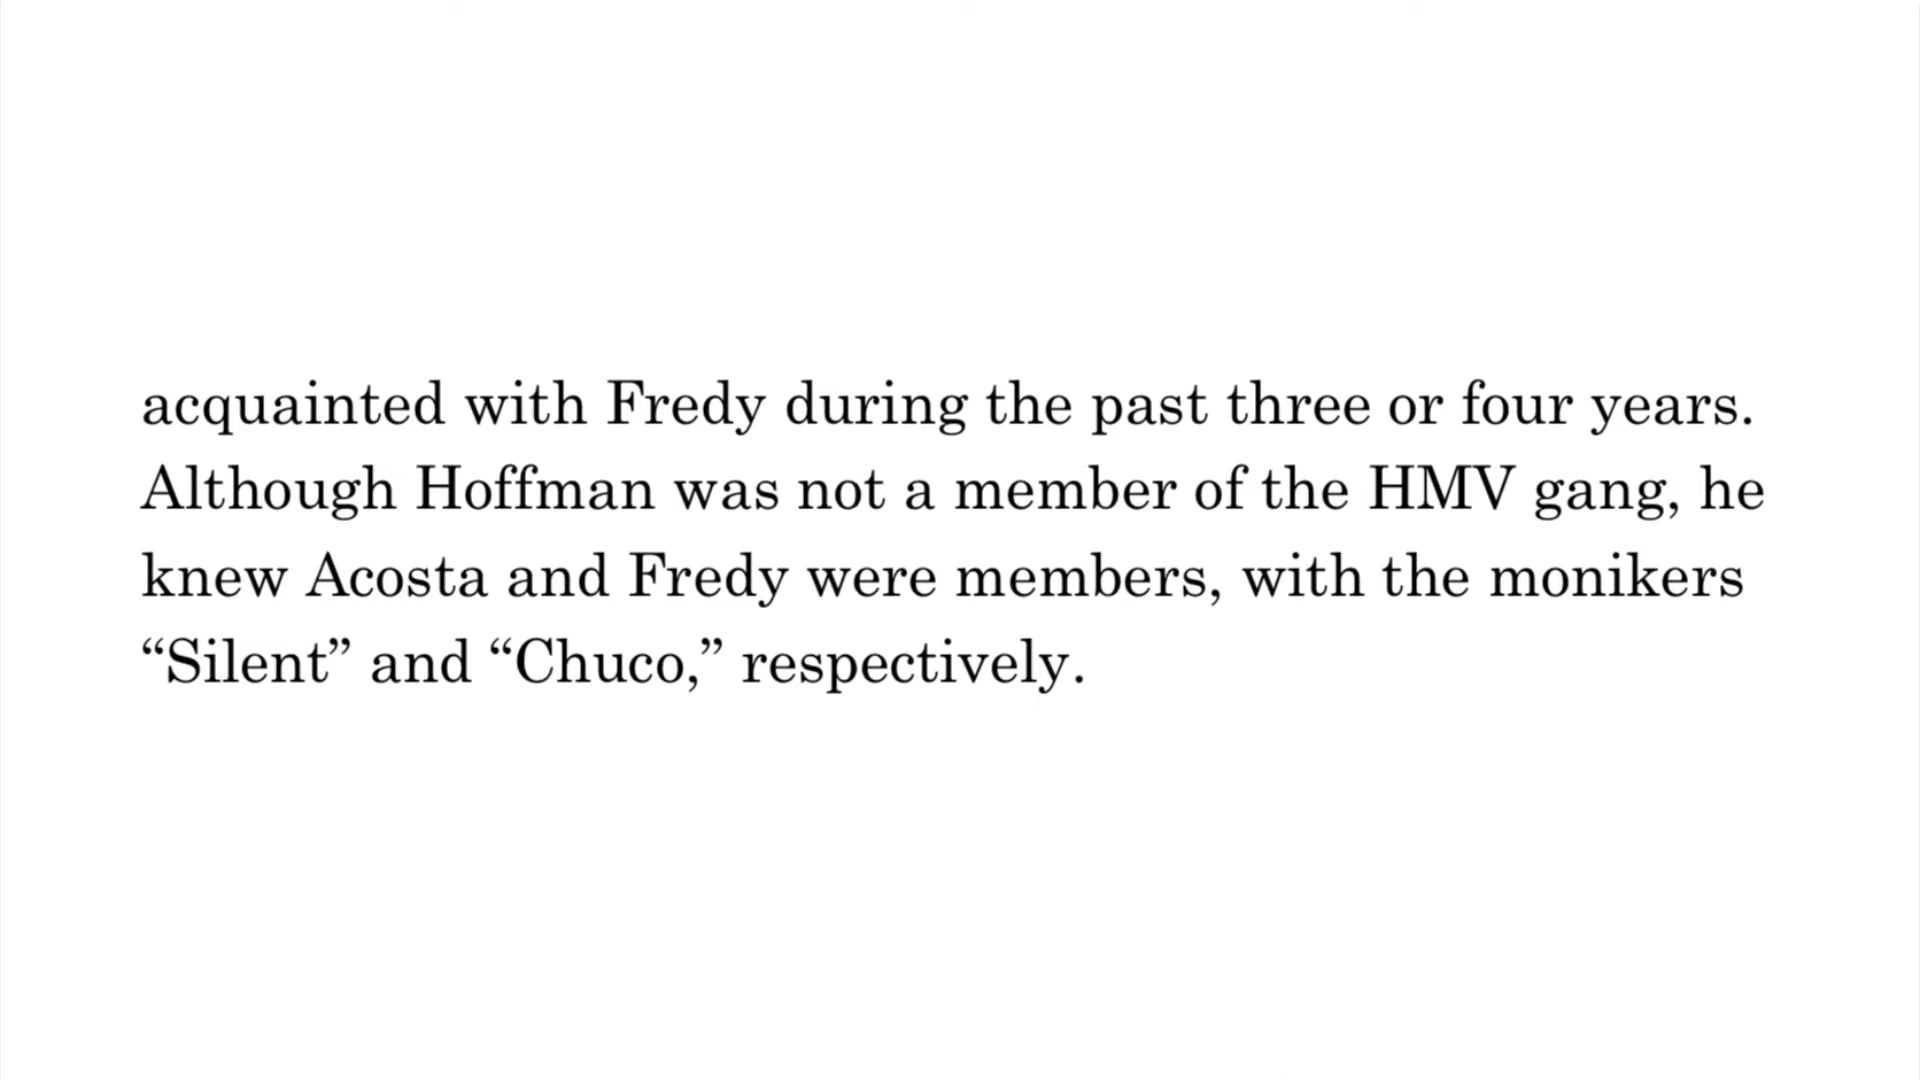 acquainted with Fredy during the past three or four years.
Although Hoffman was not a member of the HMV gang, he
knew Acosta and Fredy were members, with the monikers
“Silent” and “Chuco,” respectively.